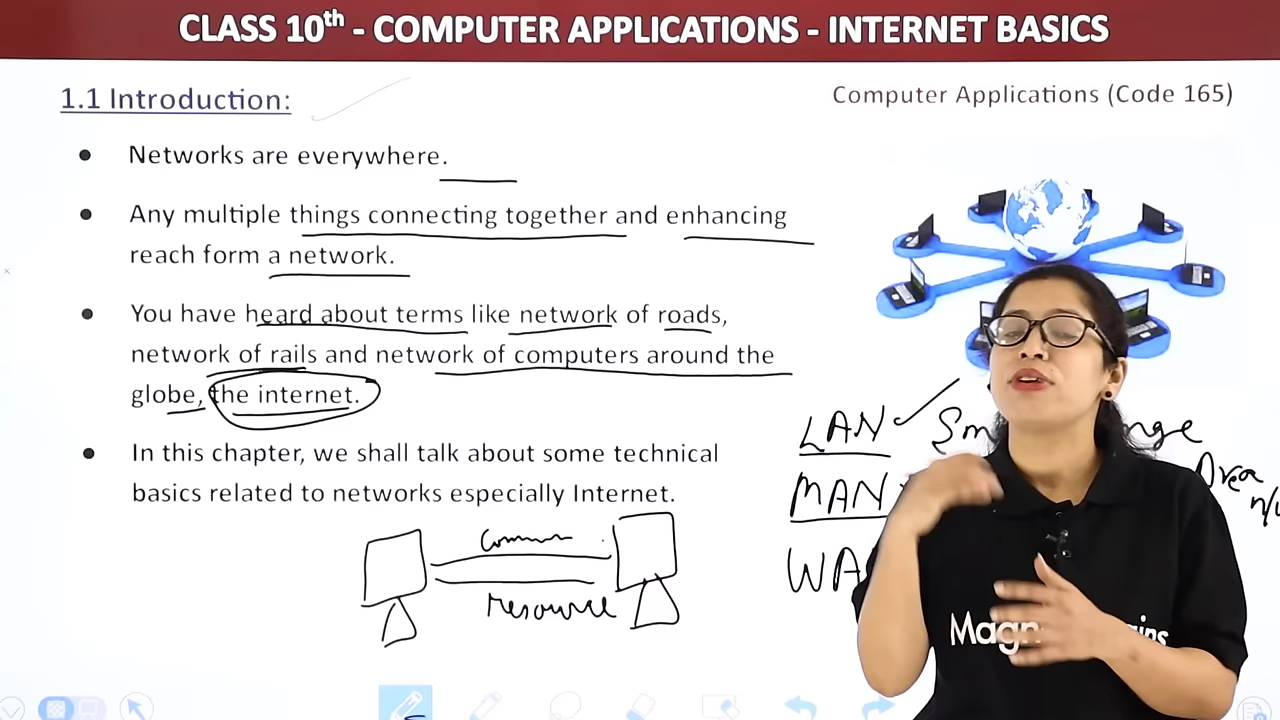 CLASS 10th - COMPUTER APPLICATIONS - INTERNET BASICS
1.1 Introduction:
Computer Applications (Code 165)
● Networks are everywhere.
● Any multiple things connecting together and enhancing
reach form a network.
● You have heard about terms like network of roads,
network of rails and network of computers around the
globe, the internet.
● In this chapter, we shall talk about some technical
basics related to networks especially Internet.
LAN
MAN
Area
n/w
resource